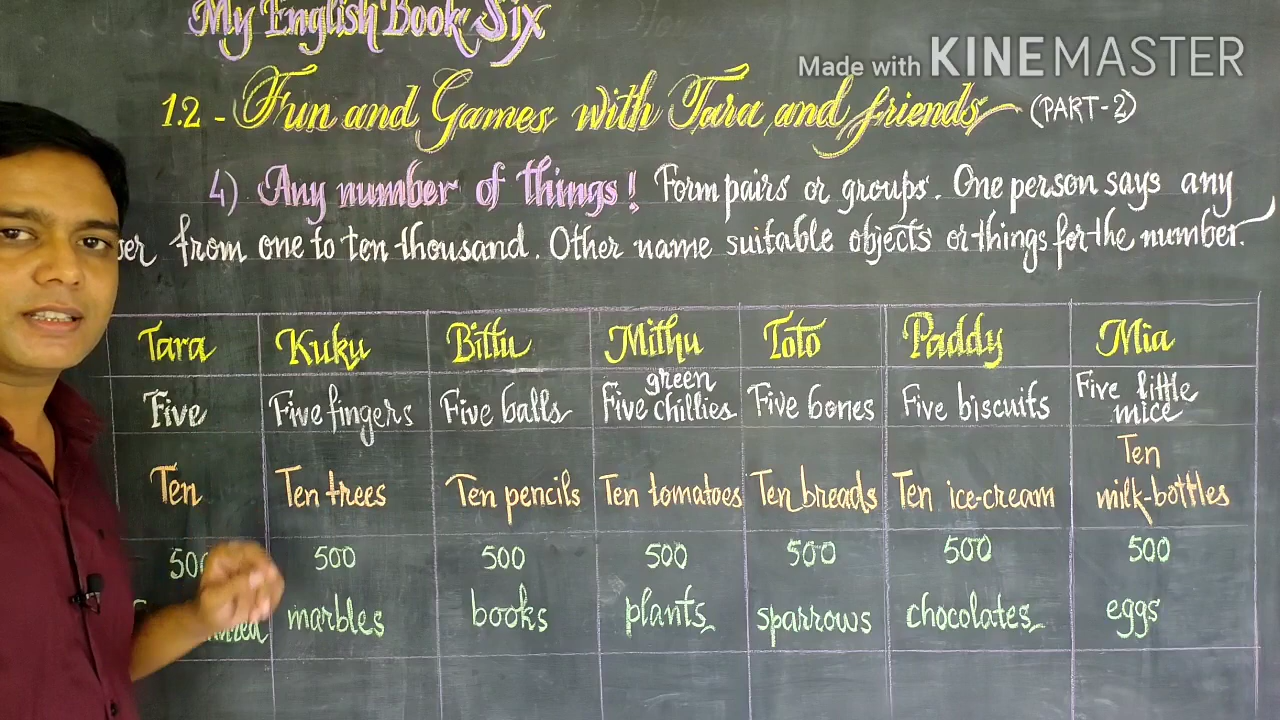 My English Book Six
Made with KINEMASTER
1.2 - Fun and Games with Tara and friends (PART-2)
4) Any number of things! Form pairs or groups. One person says any
from one to ten thousand. Other name suitable objects or things for the number.
Tara Kuku Bittu Mithu Toto Paddy Mia
Five Five fingers Five balls Five green chillies Five bones Five biscuits Five little mice
Ten Ten trees Ten pencils Ten tomatoes Ten breads Ten ice-cream Ten milk-bottles
500 500 500 500 500 500
marbles books plants sparrows chocolates eggs